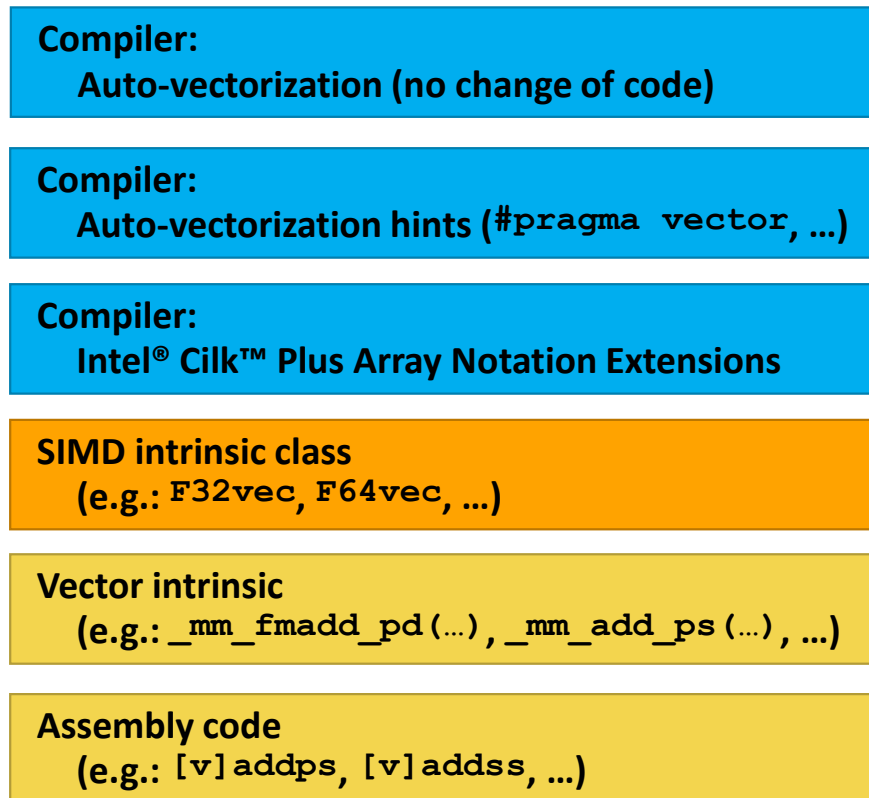 Compiler:
Auto-vectorization (no change of code)
Compiler:
Auto-vectorization hints (#pragma vector, …)
Compiler:
Intel® Cilk™ Plus Array Notation Extensions
SIMD intrinsic class
(e.g.: F32vec, F64vec, …)
Vector intrinsic
(e.g.: _mm_fmadd_pd(…), _mm_add_ps(…), …)
Assembly code
(e.g.: [v]addps, [v]addss, …)